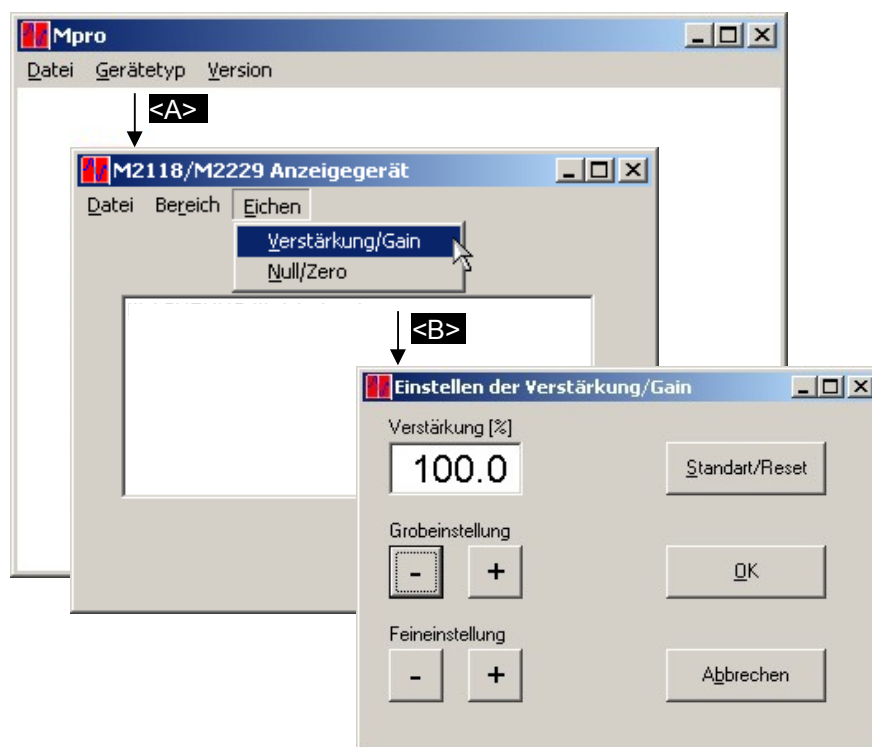 Mpro
Datei Gerätetyp Version
<A>
M2118/M2229 Anzeigegerät
Datei Bereich Eichen
Verstärkung/Gain
Null/Zero
<B>
Einstellen der Verstärkung/Gain
Verstärkung [%]
100.0
Standart/Reset
Grobeinstellung
- +
OK
Feineinstellung
- +
Abbrechen